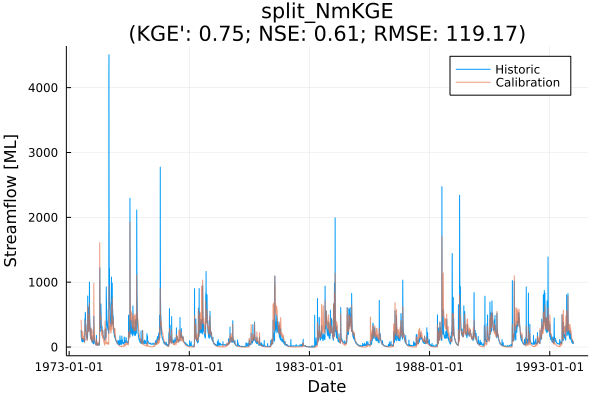 split_NmKGE
(KGE': 0.75; NSE: 0.61; RMSE: 119.17)
Historic
Calibration
Streamflow [ML]
4000
3000
2000
1000
0
1973-01-01
1978-01-01
1983-01-01
1988-01-01
1993-01-01
Date